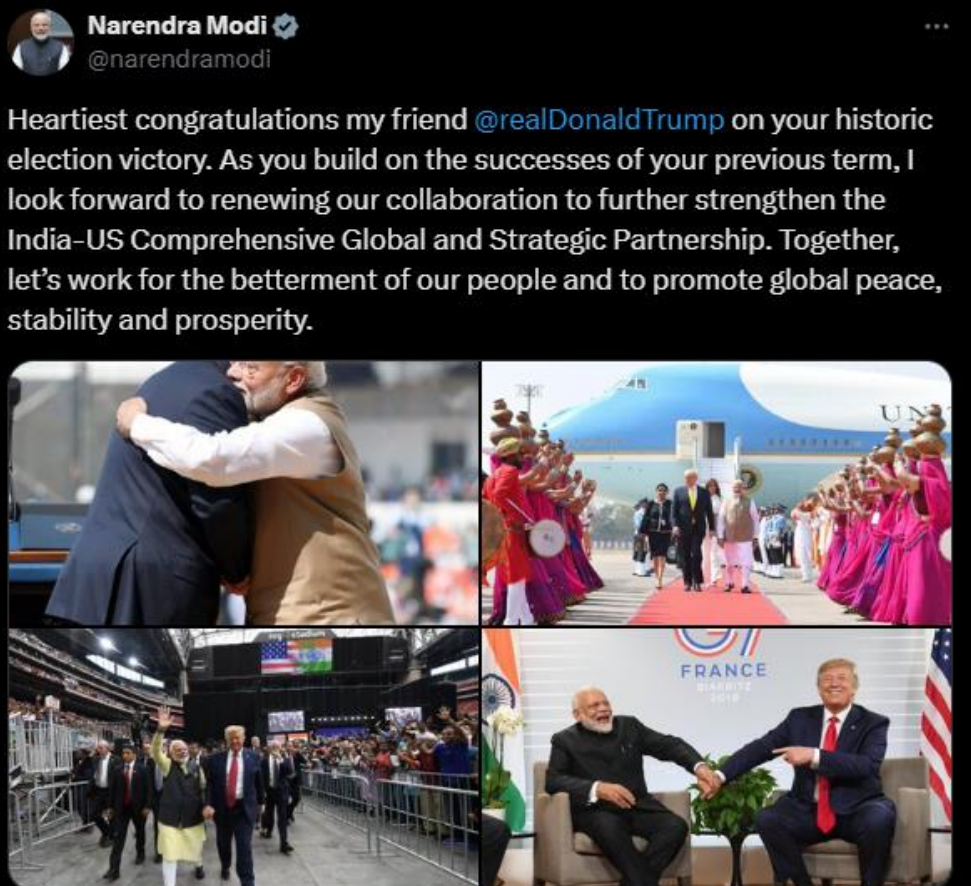 Narendra Modi
@narendramodi
Heartiest congratulations my friend @realDonaldTrump on your historic
election victory. As you build on the successes of your previous term, I
look forward to renewing our collaboration to further strengthen the
India-US Comprehensive Global and Strategic Partnership. Together,
let’s work for the betterment of our people and to promote global peace,
stability and prosperity.
UN
G7
FRANCE
BIARRITZ
2019